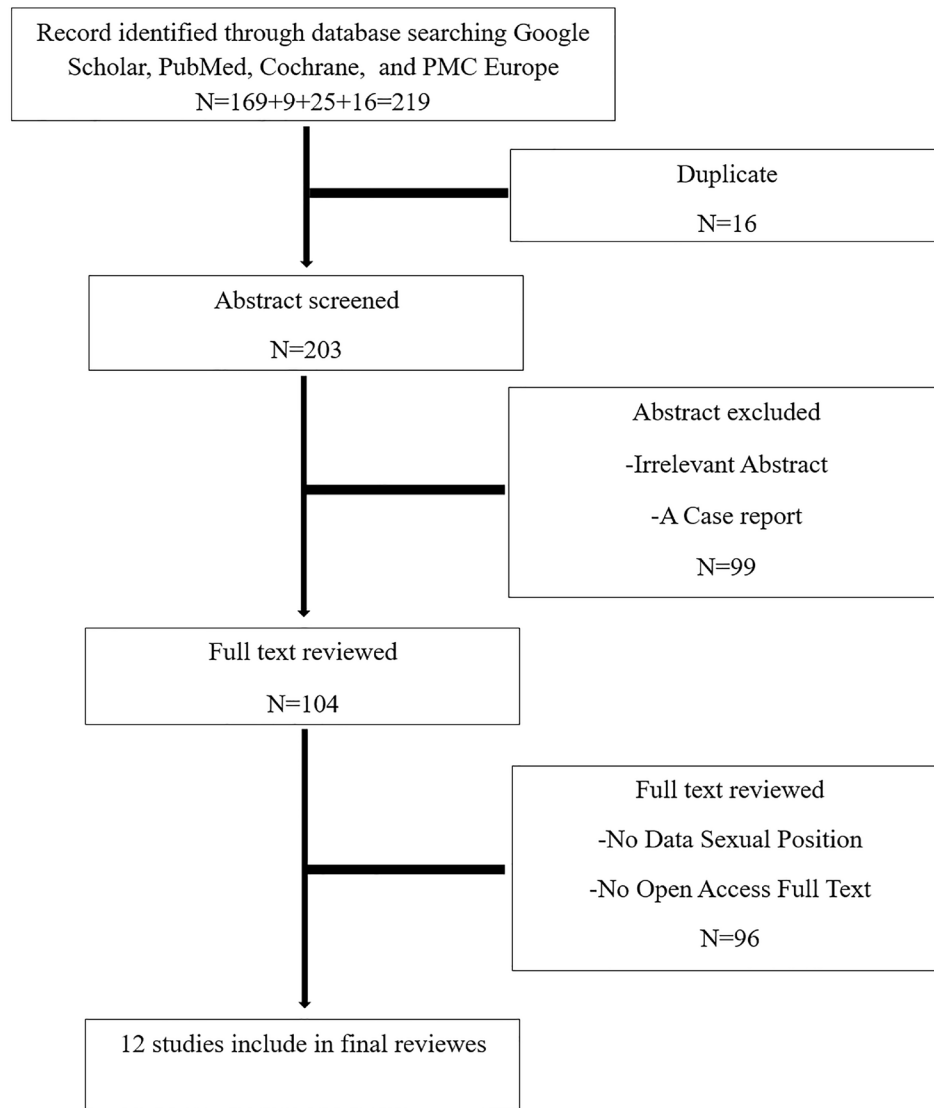 Record identified through database searching Google
Scholar, PubMed, Cochrane, and PMC Europe
N=169+9+25+16=219
Duplicate
N=16
Abstract screened
N=203
Abstract excluded
-Irrelevant Abstract
-A Case report
N=99
Full text reviewed
N=104
Full text reviewed
-No Data Sexual Position
-No Open Access Full Text
N=96
12 studies include in final reviewes